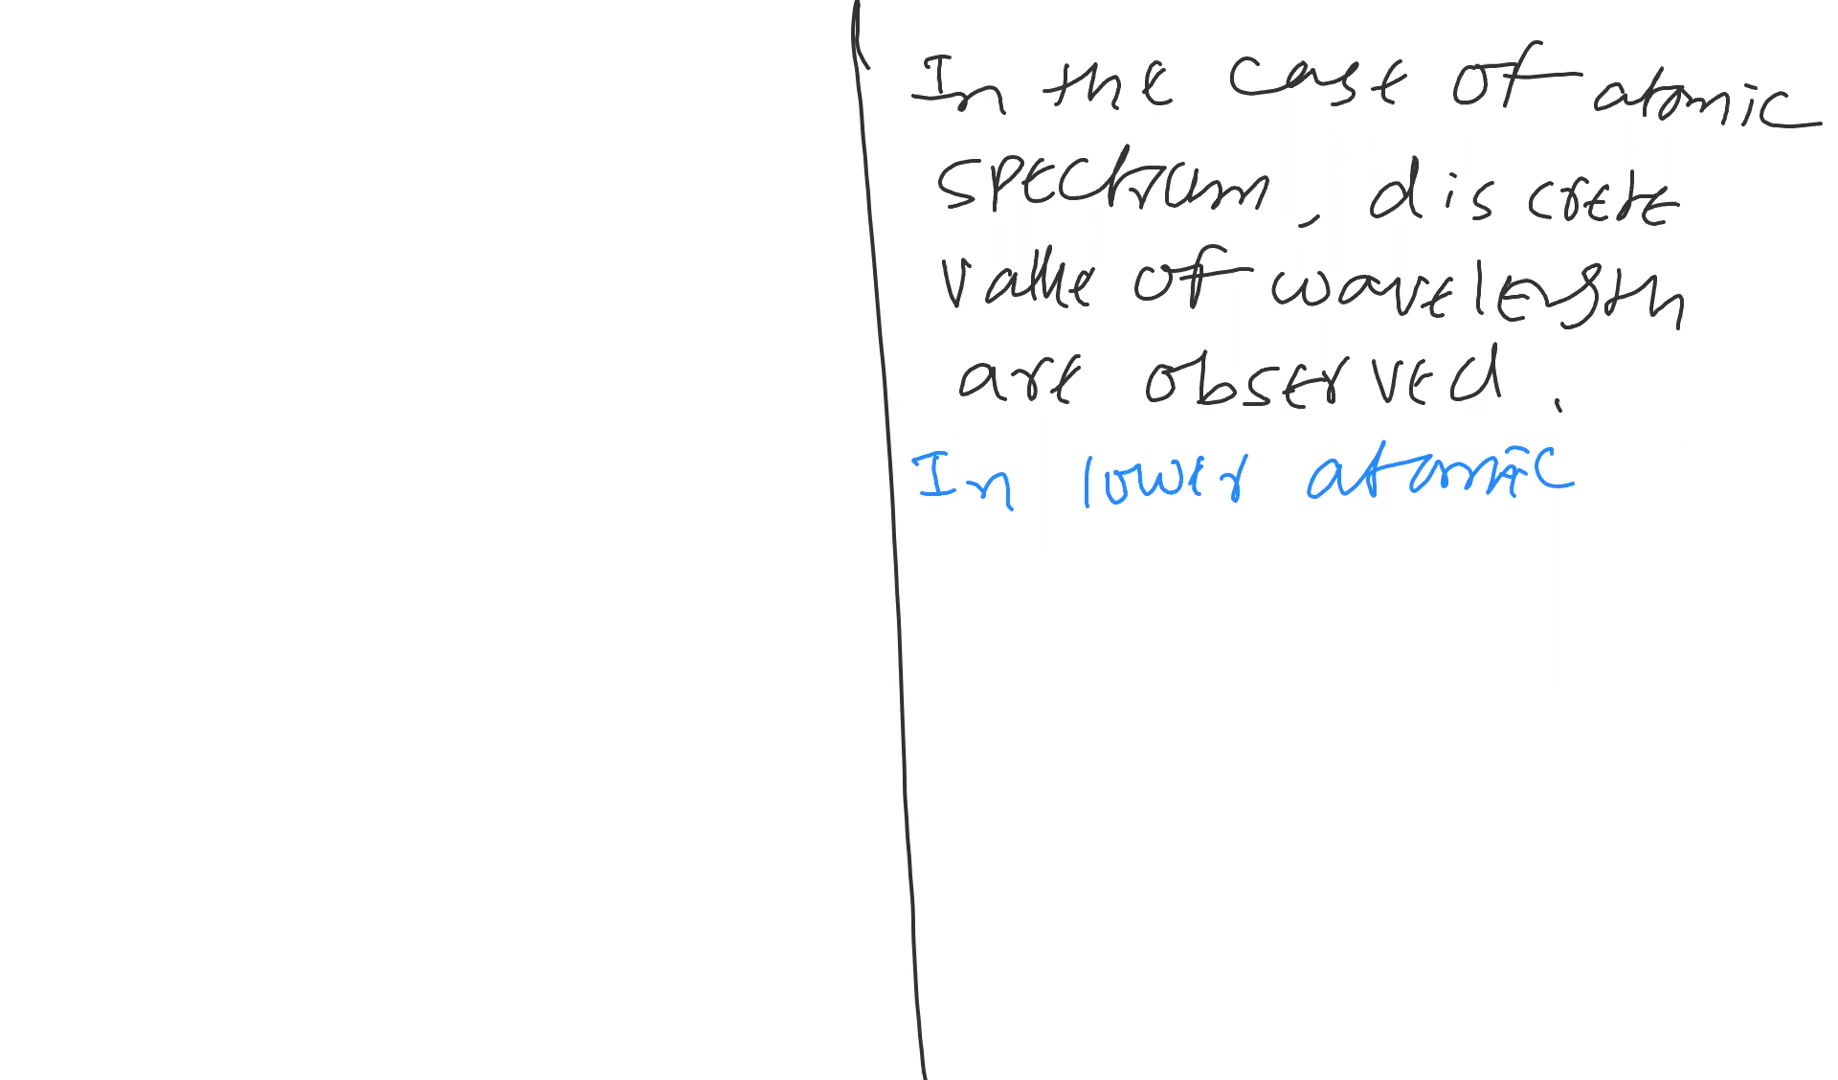 In the case of atomic
spectrum, discrete
value of wavelength
are observed.
In lower atomic